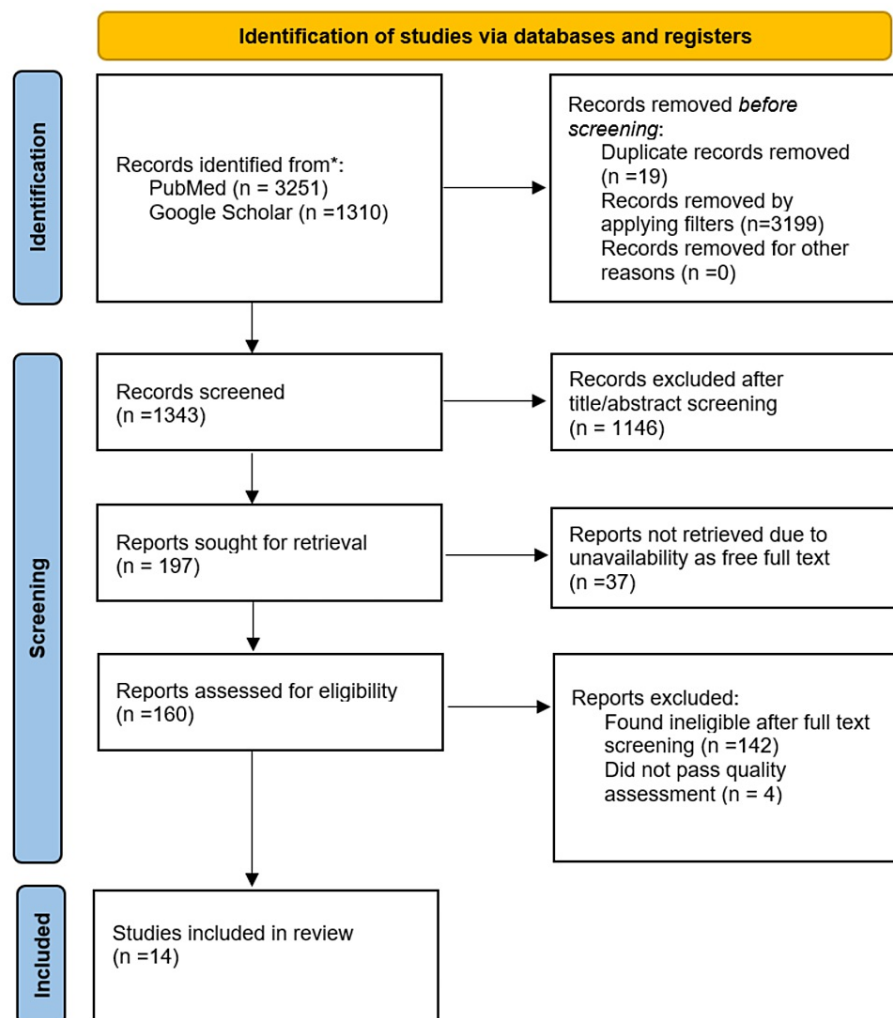 Identification of studies via databases and registers
Identification
Records identified from*:
PubMed (n = 3251)
Google Scholar (n =1310)
Records removed before
screening:
Duplicate records removed
(n =19)
Records removed by
applying filters (n=3199)
Records removed for other
reasons (n =0)
Screening
Records screened
(n =1343)
Records excluded after
title/abstract screening
(n = 1146)
Reports sought for retrieval
(n = 197)
Reports not retrieved due to
unavailability as free full text
(n =37)
Reports assessed for eligibility
(n =160)
Reports excluded:
Found ineligible after full text
screening (n =142)
Did not pass quality
assessment (n = 4)
Included
Studies included in review
(n =14)